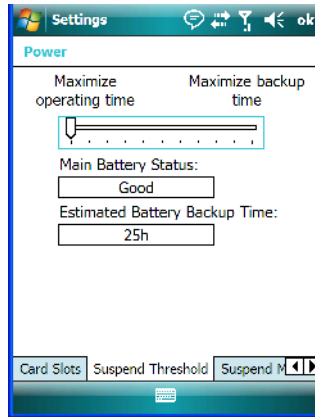 Settings ok
Power
Maximize operating time
Maximize backup time
Main Battery Status:
Good
Estimated Battery Backup Time:
25h
Card Slots Suspend Threshold Suspend M